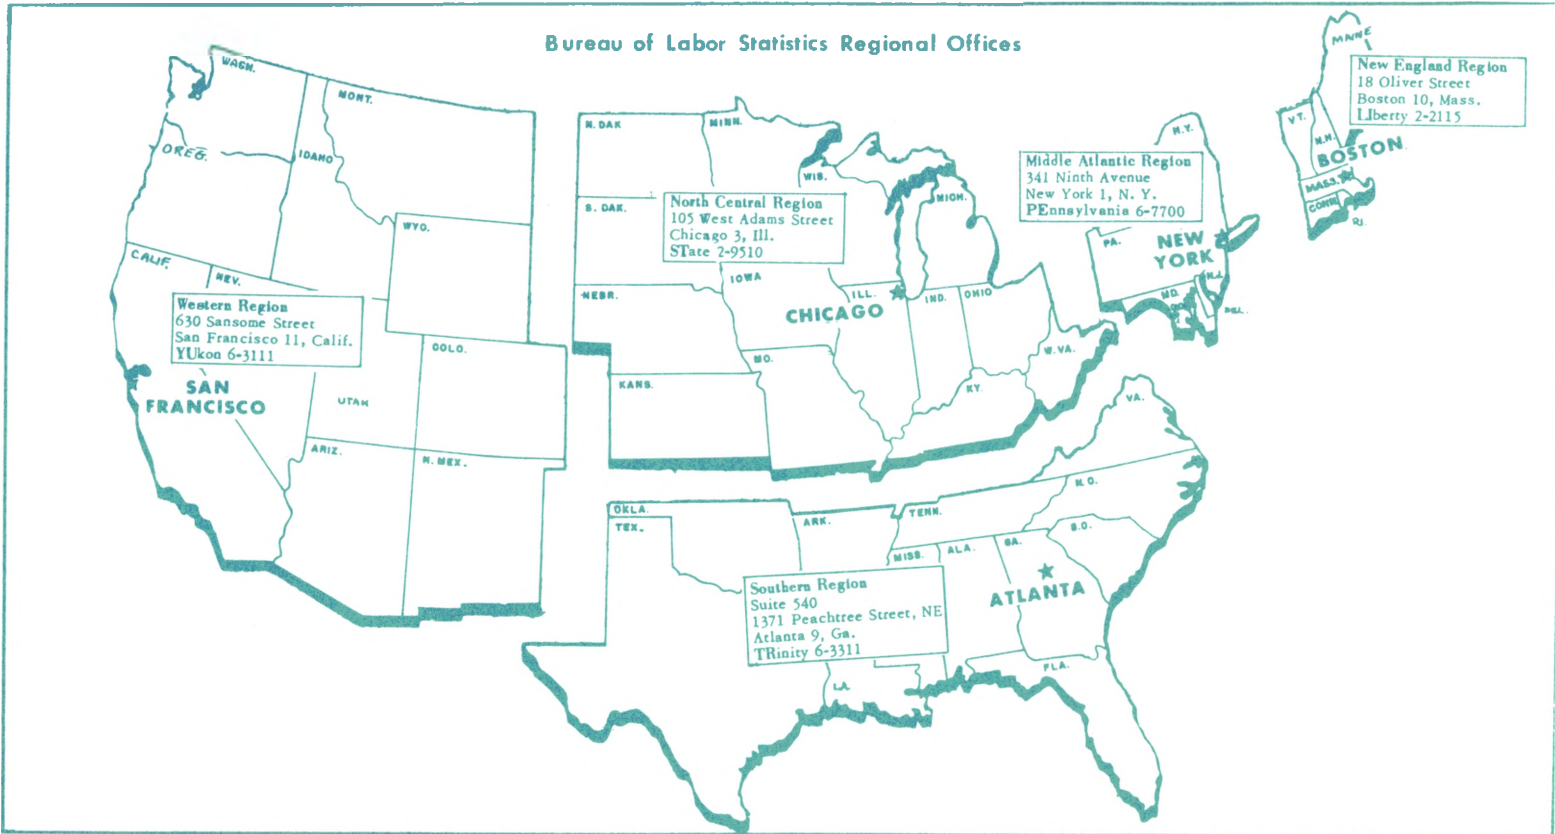 Bureau of Labor Statistics Regional Offices
WASH.
OREG.
MONT.
IDAHO
WYO.
CALIF.
NEV.
Western Region
630 Sansome Street
San Francisco 11, Calif.
YUkon 6-3111
SAN
FRANCISCO
UTAH
COLO.
ARIZ.
N. MEX.
N. DAK
MINN.
S. DAK.
WIS.
MICH.
North Central Region
105 West Adams Street
Chicago 3, Ill.
STate 2-9510
IOWA
NEBR.
ILL.
IND.
OHIO
CHICAGO
MO.
KANS.
KY.
W. VA.
Middle Atlantic Region
341 Ninth Avenue
New York 1, N. Y.
PEnnsylvania 6-7700
N.Y.
PA.
NEW
YORK
N.J.
MD.
DEL.
MAINE
New England Region
18 Oliver Street
Boston 10, Mass.
LIberty 2-2115
VT.
N.H.
BOSTON
MASS.
CONN.
R.I.
VA.
OKLA.
TEX.
ARK.
TENN.
N.C.
S.C.
MISS.
ALA.
GA.
ATLANTA
Southern Region
Suite 540
1371 Peachtree Street, NE
Atlanta 9, Ga.
TRinity 6-3311
LA.
FLA.